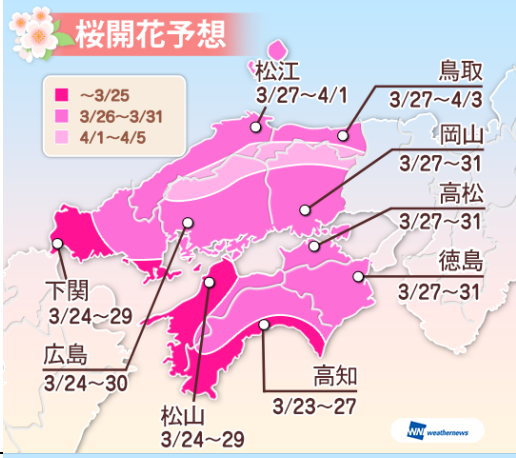 桜開花予想
～3/25
3/26～3/31
4/1～4/5
松江
3/27～4/1
鳥取
3/27～4/3
岡山
3/27～31
高松
3/27～31
徳島
3/27～31
下関
3/24～29
広島
3/24～30
高知
3/23～27
松山
3/24～29
WNI weathernews